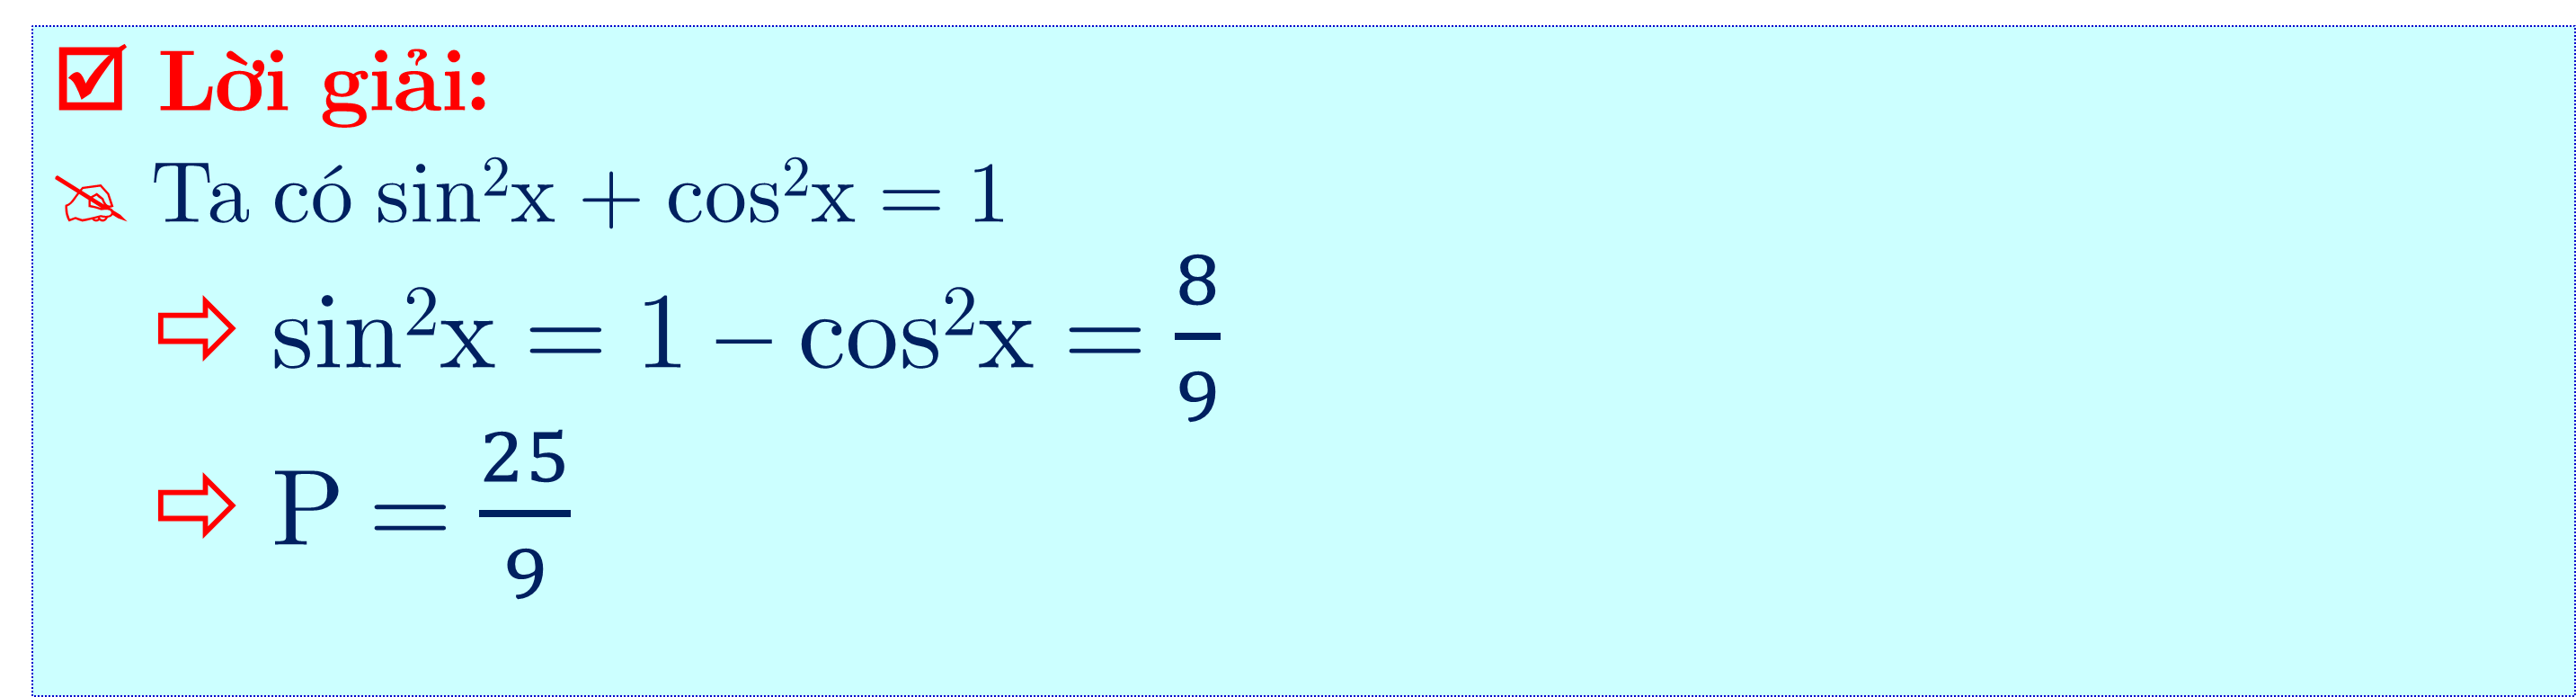 ☑ Lời giải:
✍ Ta có sin²x + cos²x = 1
⇨ sin²x = 1 − cos²x = 8/9
⇨ P = 25/9